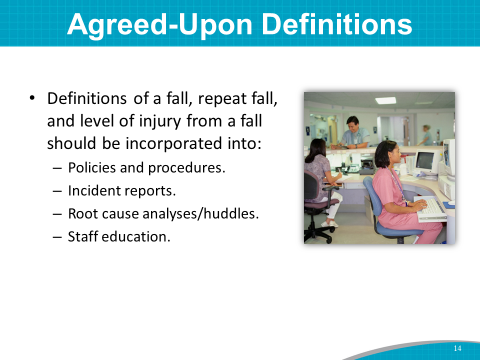 Agreed-Upon Definitions
• Definitions of a fall, repeat fall,
and level of injury from a fall
should be incorporated into:
– Policies and procedures.
– Incident reports.
– Root cause analyses/huddles.
– Staff education.
14